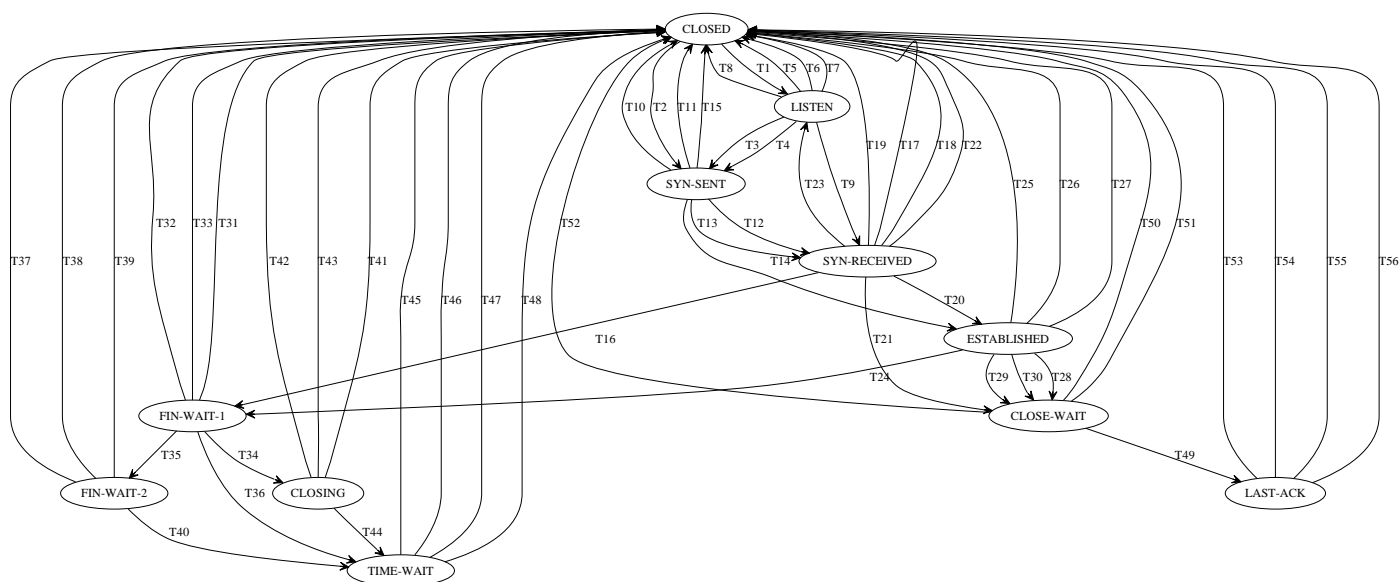 CLOSED
T8 T1 T5 T6 T7
LISTEN
T10 T2 T11 T15
T3 T4
T19 T17 T18 T22
SYN-SENT
T23 T9 T25 T26 T27
T32 T33 T31 T52 T13 T12 T50 T51
T37 T38 T39 T42 T43 T41 T14 SYN-RECEIVED T53 T54 T55 T56
T45 T46 T47 T48 T20
T16 T21 ESTABLISHED
T24 T29 T30 T28
FIN-WAIT-1 CLOSE-WAIT
T35 T34 T49
FIN-WAIT-2 T36 CLOSING LAST-ACK
T40 T44
TIME-WAIT